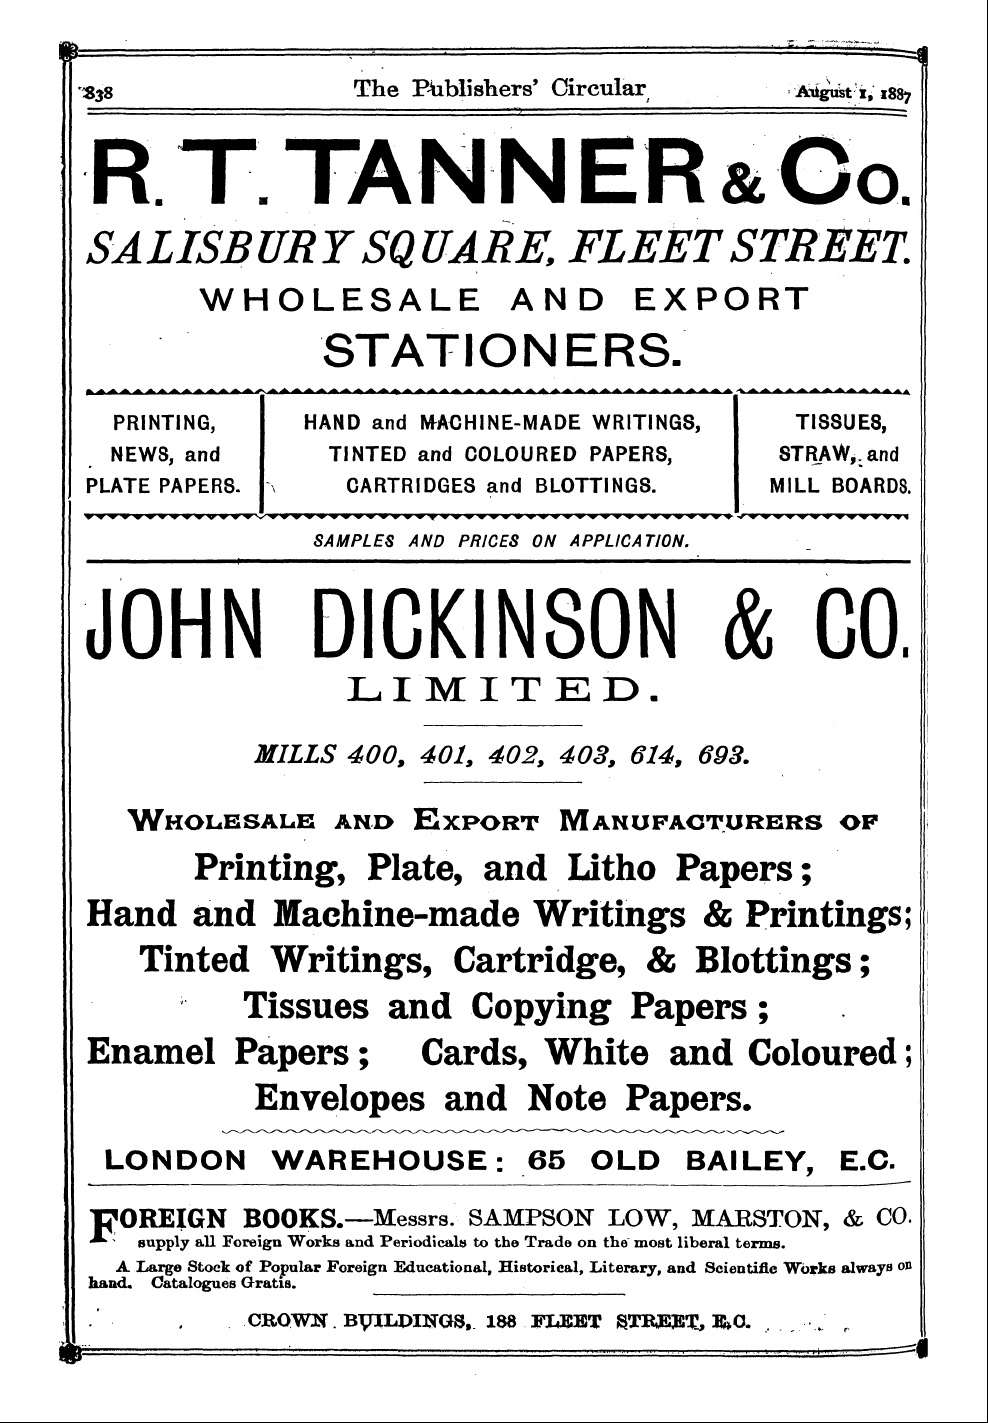 838 The Publishers' Circular August 1, 1887
R. T. TANNER & Co.
SALISBURY SQUARE, FLEET STREET.
WHOLESALE AND EXPORT
STATIONERS.
PRINTING,
NEWS, and
PLATE PAPERS.
HAND and MACHINE-MADE WRITINGS,
TINTED and COLOURED PAPERS,
CARTRIDGES and BLOTTINGS.
TISSUES,
STRAW, and
MILL BOARDS.
SAMPLES AND PRICES ON APPLICATION.
JOHN DICKINSON & CO.
LIMITED.
MILLS 400, 401, 402, 403, 614, 693.
WHOLESALE AND EXPORT MANUFACTURERS OF
Printing, Plate, and Litho Papers;
Hand and Machine-made Writings & Printings;
Tinted Writings, Cartridge, & Blottings;
Tissues and Copying Papers;
Enamel Papers; Cards, White and Coloured;
Envelopes and Note Papers.
LONDON WAREHOUSE: 65 OLD BAILEY, E.C.
FOREIGN BOOKS.—Messrs. SAMPSON LOW, MARSTON, & CO.
supply all Foreign Works and Periodicals to the Trade on the most liberal terms.
A Large Stock of Popular Foreign Educational, Historical, Literary, and Scientific Works always on
hand. Catalogues Gratis.
CROWN BUILDINGS, 188 FLEET STREET, E.C.